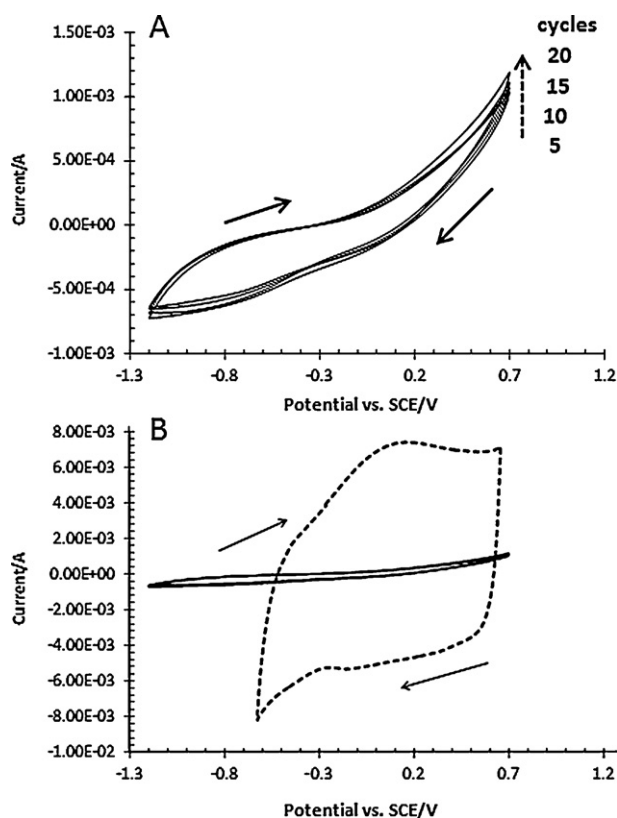 A
cycles
20
15
10
5
1.50E-03
1.00E-03
5.00E-04
0.00E+00
-5.00E-04
-1.00E-03
Current/A
-1.3 -0.8 -0.3 0.2 0.7 1.2
Potential vs. SCE/V
B
8.00E-03
6.00E-03
4.00E-03
2.00E-03
0.00E+00
-2.00E-03
-4.00E-03
-6.00E-03
-8.00E-03
-1.00E-02
Current/A
-1.3 -0.8 -0.3 0.2 0.7 1.2
Potential vs. SCE/V